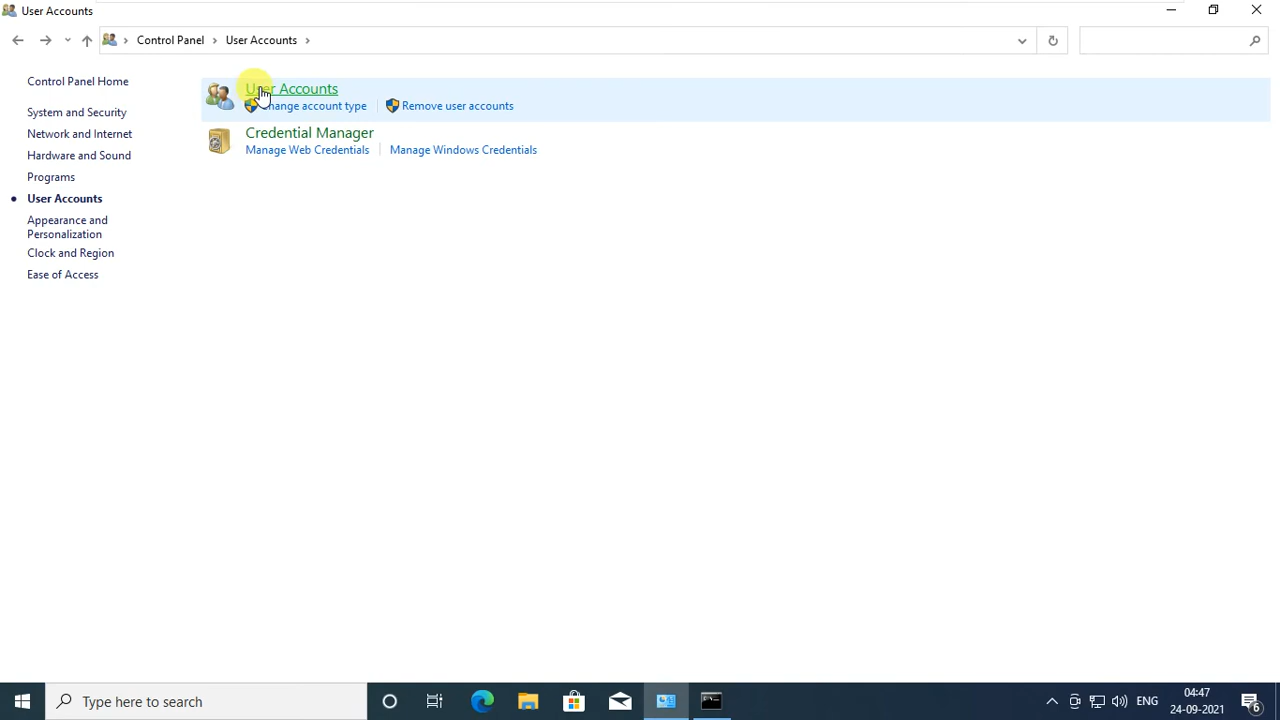 User Accounts
Control Panel > User Accounts >
Control Panel Home
System and Security
Network and Internet
Hardware and Sound
Programs
User Accounts
Appearance and
Personalization
Clock and Region
Ease of Access
User Accounts
Change account type Remove user accounts
Credential Manager
Manage Web Credentials Manage Windows Credentials
Type here to search
ENG
04:47
24-09-2021
6